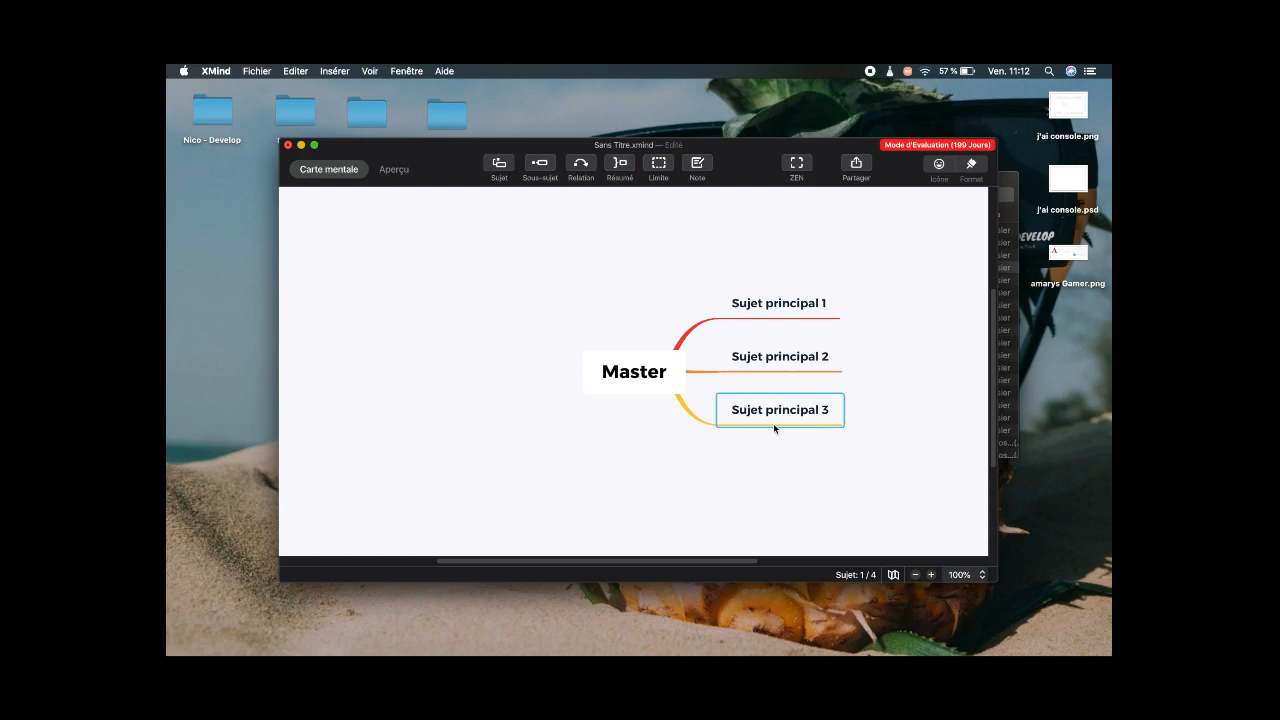 XMind Fichier Editer Insérer Voir Fenêtre Aide 57 % Ven. 11:12
Nico - Develop
j'ai console.png
j'ai console.psd
amarys Gamer.png
Sans Titre.xmind — Edité
Mode d'Evaluation (199 Jours)
Carte mentale Aperçu
Sujet Sous-sujet Relation Résumé Limite Note ZEN Partager Icône Format
DEVELOP
Sujet principal 1
Sujet principal 2
Master
Sujet principal 3
Sujet: 1 / 4 100%